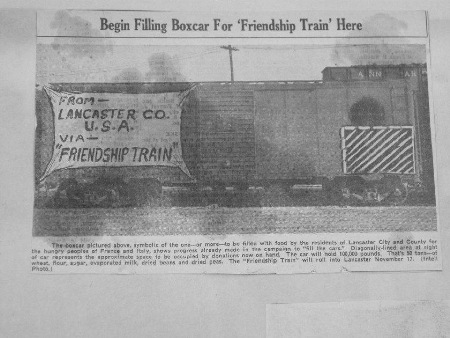 Begin Filling Boxcar For 'Friendship Train' Here
ANN AR
FROM—
LANCASTER CO.
U.S.A.
VIA—
"FRIENDSHIP TRAIN"
The boxcar pictured above, symbolic of the one—or more—to be filled with food by the residents of Lancaster City and County for
the hungry peoples of France and Italy, shows progress already made in the campaign to "fill the cars." Diagonally-lined area at right
of car represents the approximate space to be occupied by donations now on hand. The car will hold 100,000 pounds. That's 50 tons—of
wheat, flour, sugar, evaporated milk, dried beans and dried peas. The "Friendship Train" will roll into Lancaster November 17. (Intell
Photo.)